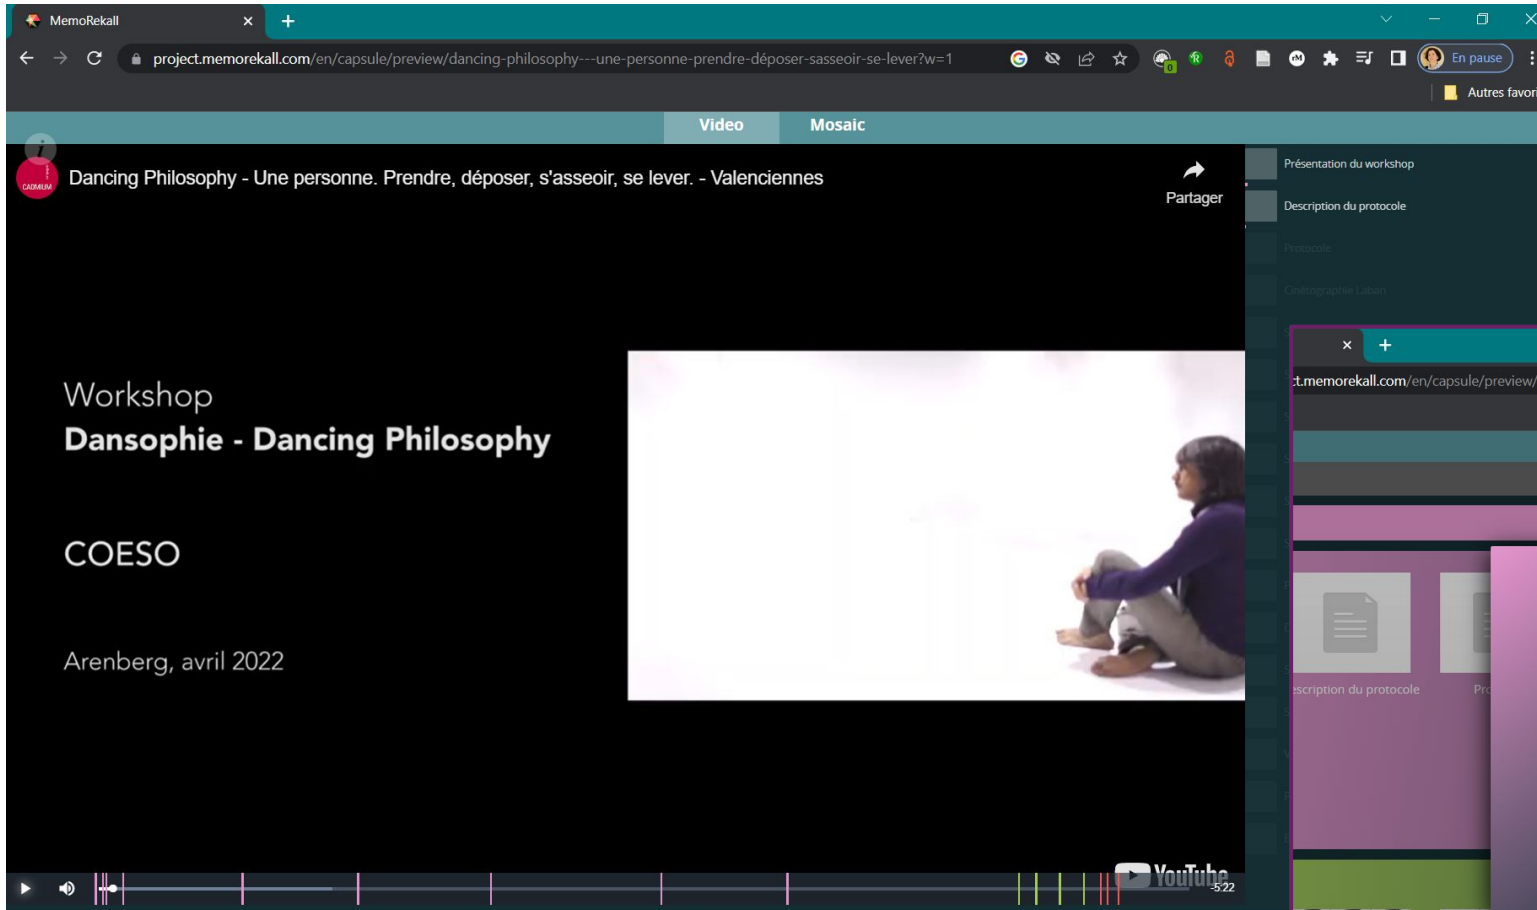 MemoRekall
project.memorekall.com/en/capsule/preview/dancing-philosophy---une-personne-prendre-déposer-sasseoir-se-lever?w=1
En pause
Autres favori
Video
Mosaic
i
CADMIUM
Dancing Philosophy - Une personne. Prendre, déposer, s'asseoir, se lever. - Valenciennes
Partager
Présentation du workshop
Description du protocole
Protocole
Cinétographie Laban
Workshop
Dansophie - Dancing Philosophy
COESO
Arenberg, avril 2022
ct.memorekall.com/en/capsule/preview/
escription du protocole
Pro
YouTube
-5:22